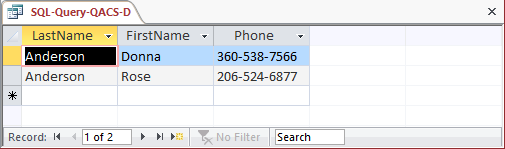 SQL-Query-QACS-D
LastName FirstName Phone
Anderson Donna 360-538-7566
Anderson Rose 206-524-6877
Record: 1 of 2 No Filter Search